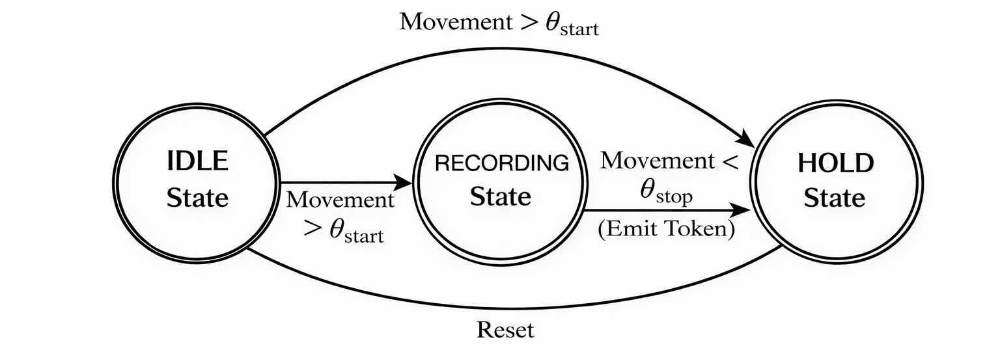 Movement > θstart
IDLE
State
Movement
> θstart
RECORDING
State
Movement <
θstop
(Emit Token)
HOLD
State
Reset